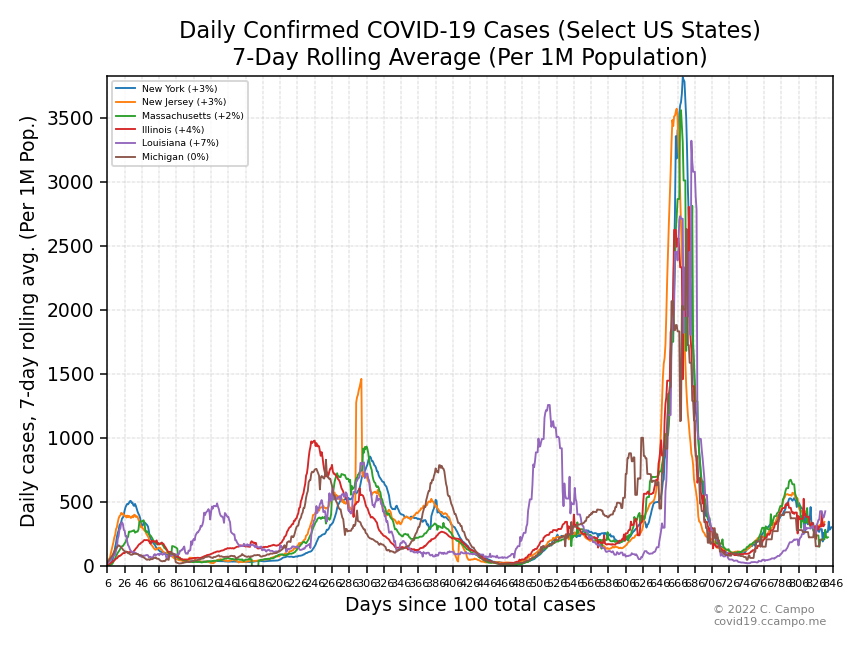 Daily Confirmed COVID-19 Cases (Select US States)
7-Day Rolling Average (Per 1M Population)
New York (+3%)
New Jersey (+3%)
Massachusetts (+2%)
Illinois (+4%)
Louisiana (+7%)
Michigan (0%)
Daily cases, 7-day rolling avg. (Per 1M Pop.)
3500
3000
2500
2000
1500
1000
500
0
6 26 46 66 86 106 126 146 166 186 206 226 246 266 286 306 326 346 366 386 406 426 446 466 486 506 526 546 566 586 606 626 646 666 686 706 726 746 766 786 806 826 846
Days since 100 total cases
© 2022 C. Campo
covid19.ccampo.me